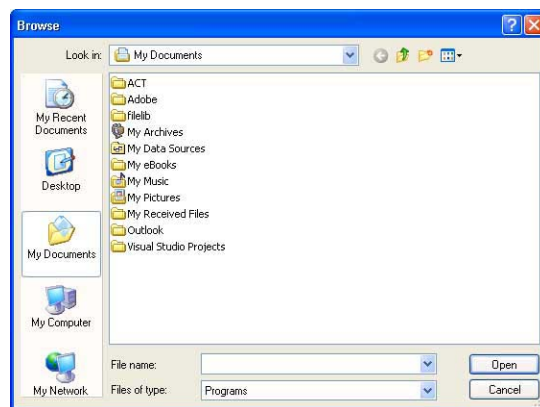 Browse
Look in: My Documents
My Recent
Documents
Desktop
My Documents
My Computer
My Network
ACT
Adobe
filelib
My Archives
My Data Sources
My eBooks
My Music
My Pictures
My Received Files
Outlook
Visual Studio Projects
File name: Open
Files of type: Programs Cancel